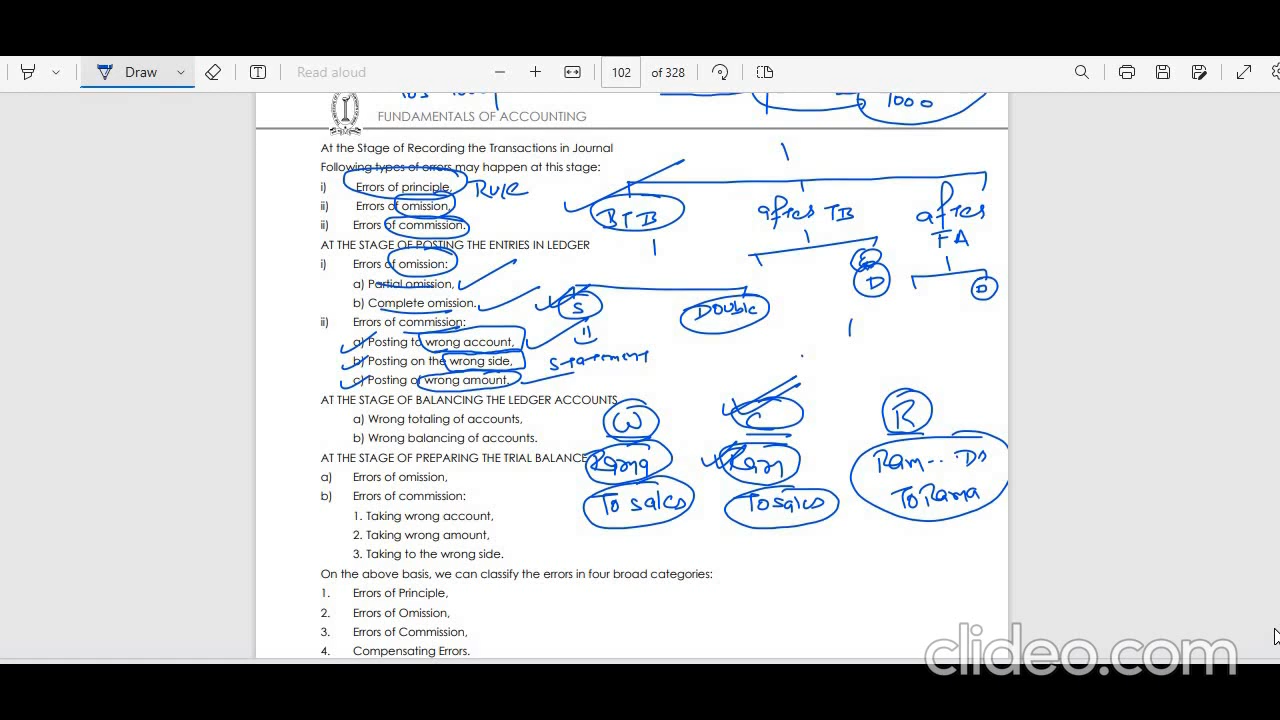 Draw
Read aloud
102 of 328
1000
FUNDAMENTALS OF ACCOUNTING
At the Stage of Recording the Transactions in Journal
Following types of errors may happen at this stage:
i) Errors of principle, Rule
ii) Errors of omission,
ii) Errors of commission.
BTB
after TB
after
FA
AT THE STAGE OF POSTING THE ENTRIES IN LEDGER
i) Errors of omission:
a) Partial omission,
b) Complete omission.
D
D
S
Double
ii) Errors of commission:
a) Posting to wrong account,
b) Posting on the wrong side,
c) Posting of wrong amount.
statement
AT THE STAGE OF BALANCING THE LEDGER ACCOUNTS
a) Wrong totaling of accounts,
b) Wrong balancing of accounts.
W
C
R
AT THE STAGE OF PREPARING THE TRIAL BALANCE
a) Errors of omission,
b) Errors of commission:
1. Taking wrong account,
2. Taking wrong amount,
3. Taking to the wrong side.
Rama
To sales
Ram
To sales
Ram... Dr
To Rama
On the above basis, we can classify the errors in four broad categories:
1. Errors of Principle,
2. Errors of Omission,
3. Errors of Commission,
4. Compensating Errors.
clideo.com